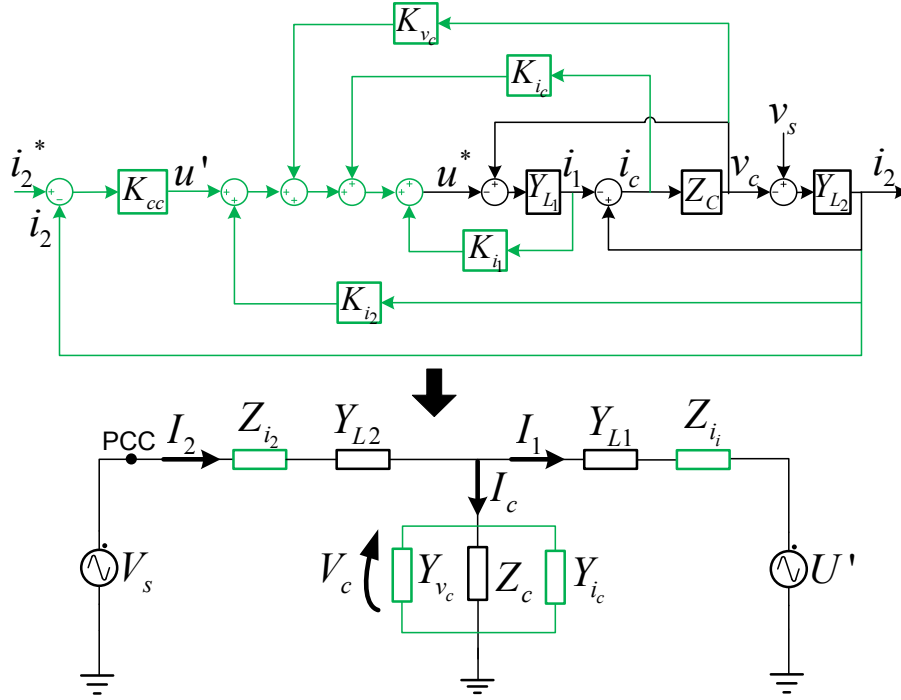 K_{v_c}
K_{i_c}
v_s
i_2^* + − K_{cc} u' + + + + + + + + u^* − + Y_{L_1} i_1 − + i_c Z_C v_c − + Y_{L_2} i_2
i_2
K_{i_1}
K_{i_2}
PCC I_2 Z_{i_2} Y_{L2} I_1 Y_{L1} Z_{i_i}
I_c
V_s V_c Y_{v_c} Z_c Y_{i_c} U'